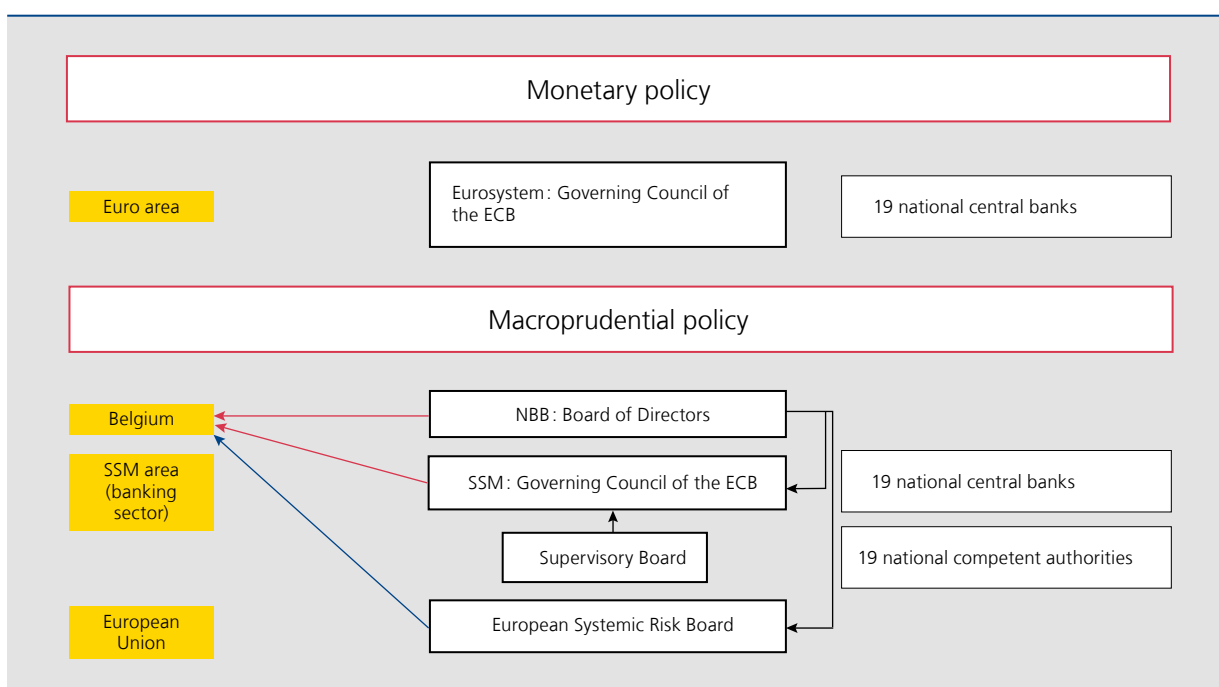 Monetary policy
Euro area
Eurosystem : Governing Council of
the ECB
19 national central banks
Macroprudential policy
Belgium
NBB : Board of Directors
SSM area
(banking
sector)
SSM : Governing Council of the ECB
19 national central banks
Supervisory Board
19 national competent authorities
European
Union
European Systemic Risk Board